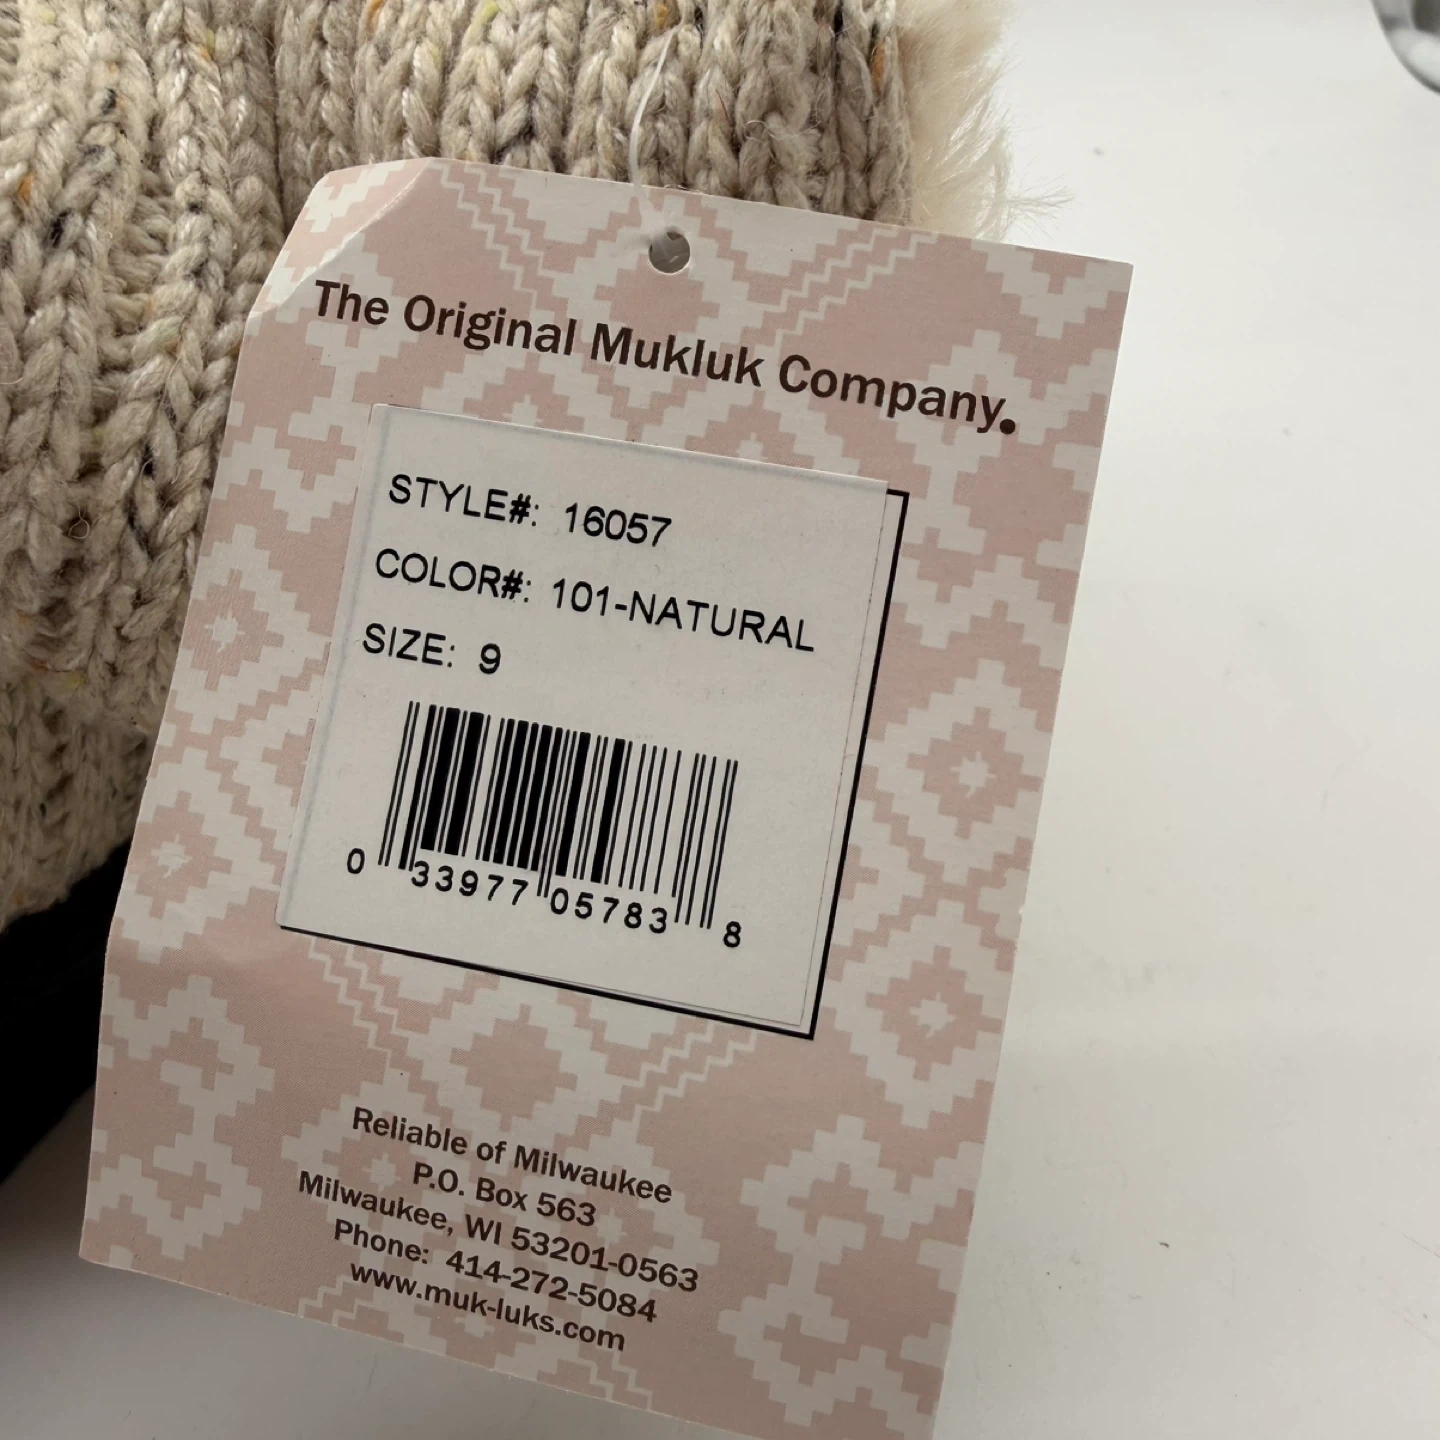 The Original Mukluk Company.
STYLE#: 16057
COLOR#: 101-NATURAL
SIZE: 9
0 33977 05783 8
Reliable of Milwaukee
P.O. Box 563
Milwaukee, WI 53201-0563
Phone: 414-272-5084
www.muk-luks.com